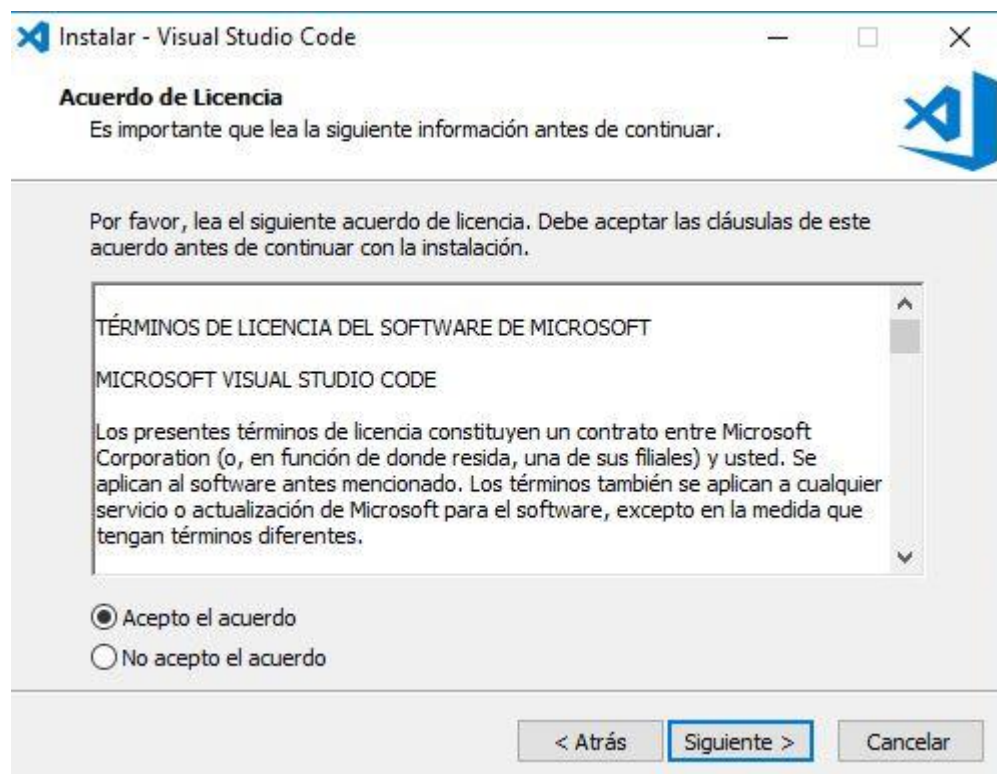 Instalar - Visual Studio Code
Acuerdo de Licencia
Es importante que lea la siguiente información antes de continuar.
Por favor, lea el siguiente acuerdo de licencia. Debe aceptar las cláusulas de este
acuerdo antes de continuar con la instalación.
TÉRMINOS DE LICENCIA DEL SOFTWARE DE MICROSOFT
MICROSOFT VISUAL STUDIO CODE
Los presentes términos de licencia constituyen un contrato entre Microsoft
Corporation (o, en función de donde resida, una de sus filiales) y usted. Se
aplican al software antes mencionado. Los términos también se aplican a cualquier
servicio o actualización de Microsoft para el software, excepto en la medida que
tengan términos diferentes.
Acepto el acuerdo
No acepto el acuerdo
< Atrás Siguiente > Cancelar